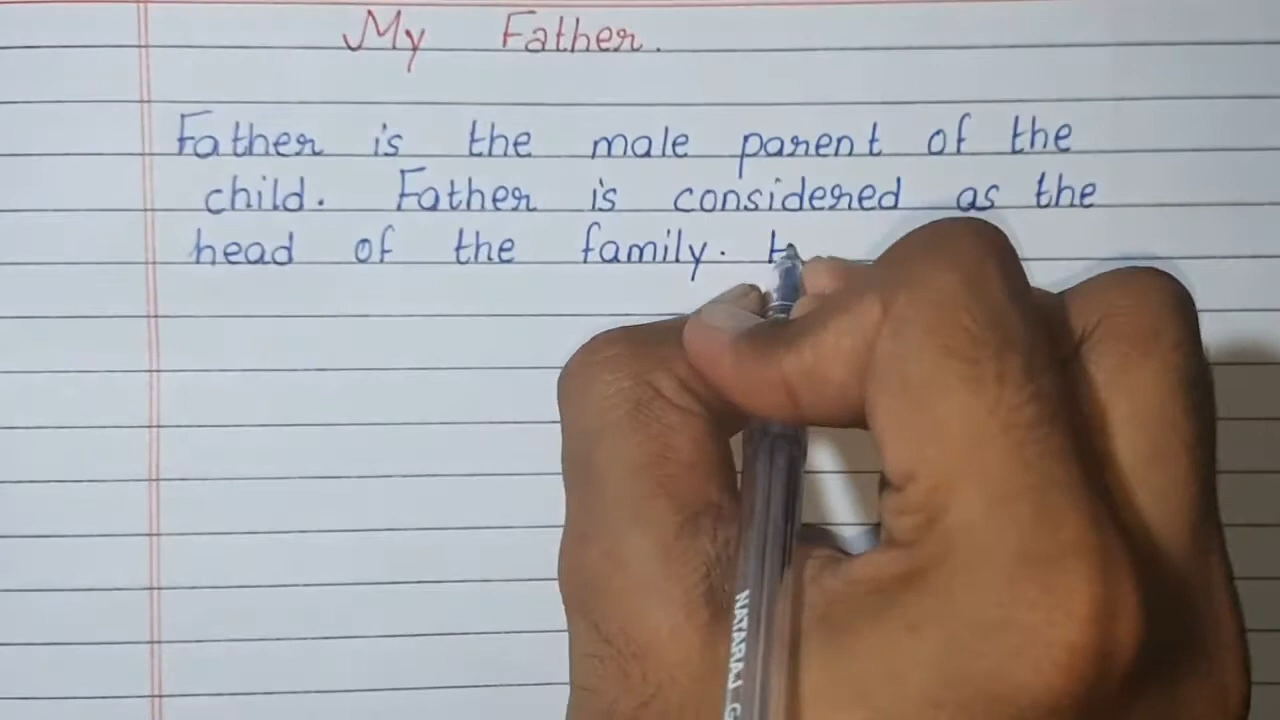 My Father.
Father is the male parent of the
child. Father is considered as the
head of the family. H
NATARAJ G